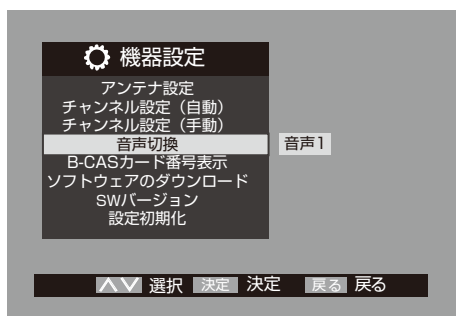 機器設定
アンテナ設定
チャンネル設定（自動）
チャンネル設定（手動）
音声切換 音声1
B-CASカード番号表示
ソフトウェアのダウンロード
SWバージョン
設定初期化
選択 決定 決定 戻る 戻る